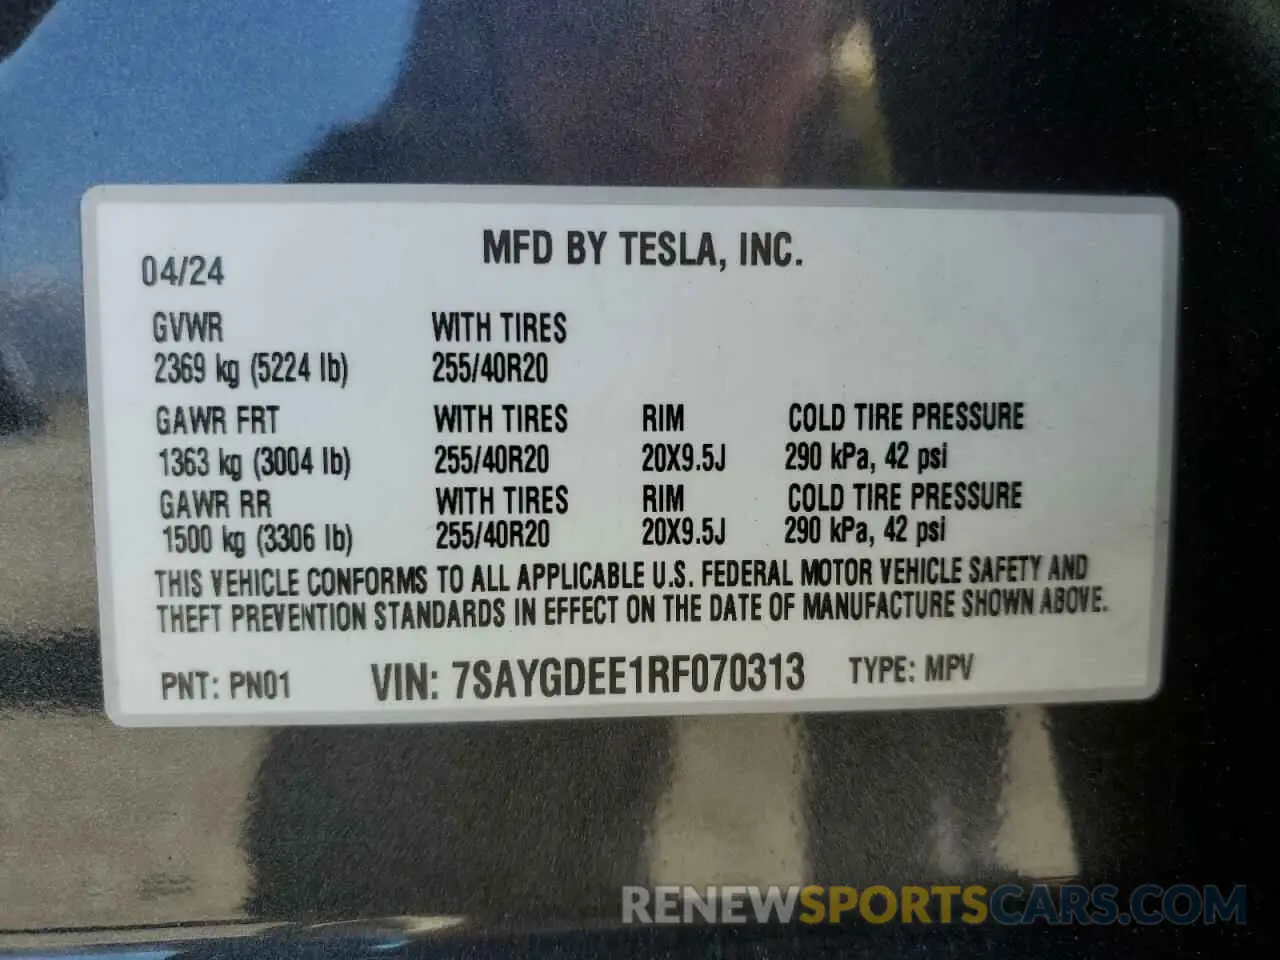 MFD BY TESLA, INC.
04/24
GVWR WITH TIRES
2369 kg (5224 lb) 255/40R20
GAWR FRT WITH TIRES RIM COLD TIRE PRESSURE
1363 kg (3004 lb) 255/40R20 20X9.5J 290 kPa, 42 psi
GAWR RR WITH TIRES RIM COLD TIRE PRESSURE
1500 kg (3306 lb) 255/40R20 20X9.5J 290 kPa, 42 psi
THIS VEHICLE CONFORMS TO ALL APPLICABLE U.S. FEDERAL MOTOR VEHICLE SAFETY AND
THEFT PREVENTION STANDARDS IN EFFECT ON THE DATE OF MANUFACTURE SHOWN ABOVE.
PNT: PN01 VIN: 7SAYGDEE1RF070313 TYPE: MPV
RENEWSPORTSCARS.COM